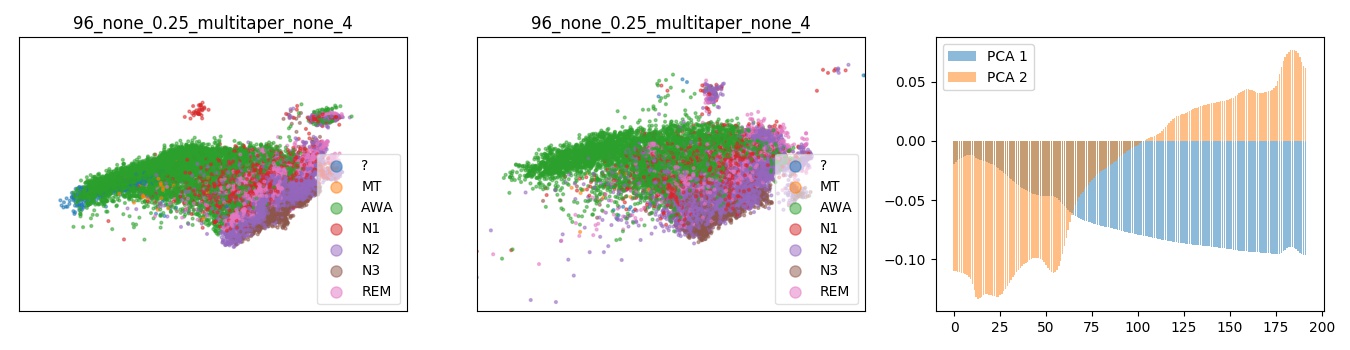 96_none_0.25_multitaper_none_4
?
MT
AWA
N1
N2
N3
REM
96_none_0.25_multitaper_none_4
?
MT
AWA
N1
N2
N3
REM
PCA 1
PCA 2
0.05
0.00
−0.05
−0.10
0 25 50 75 100 125 150 175 200